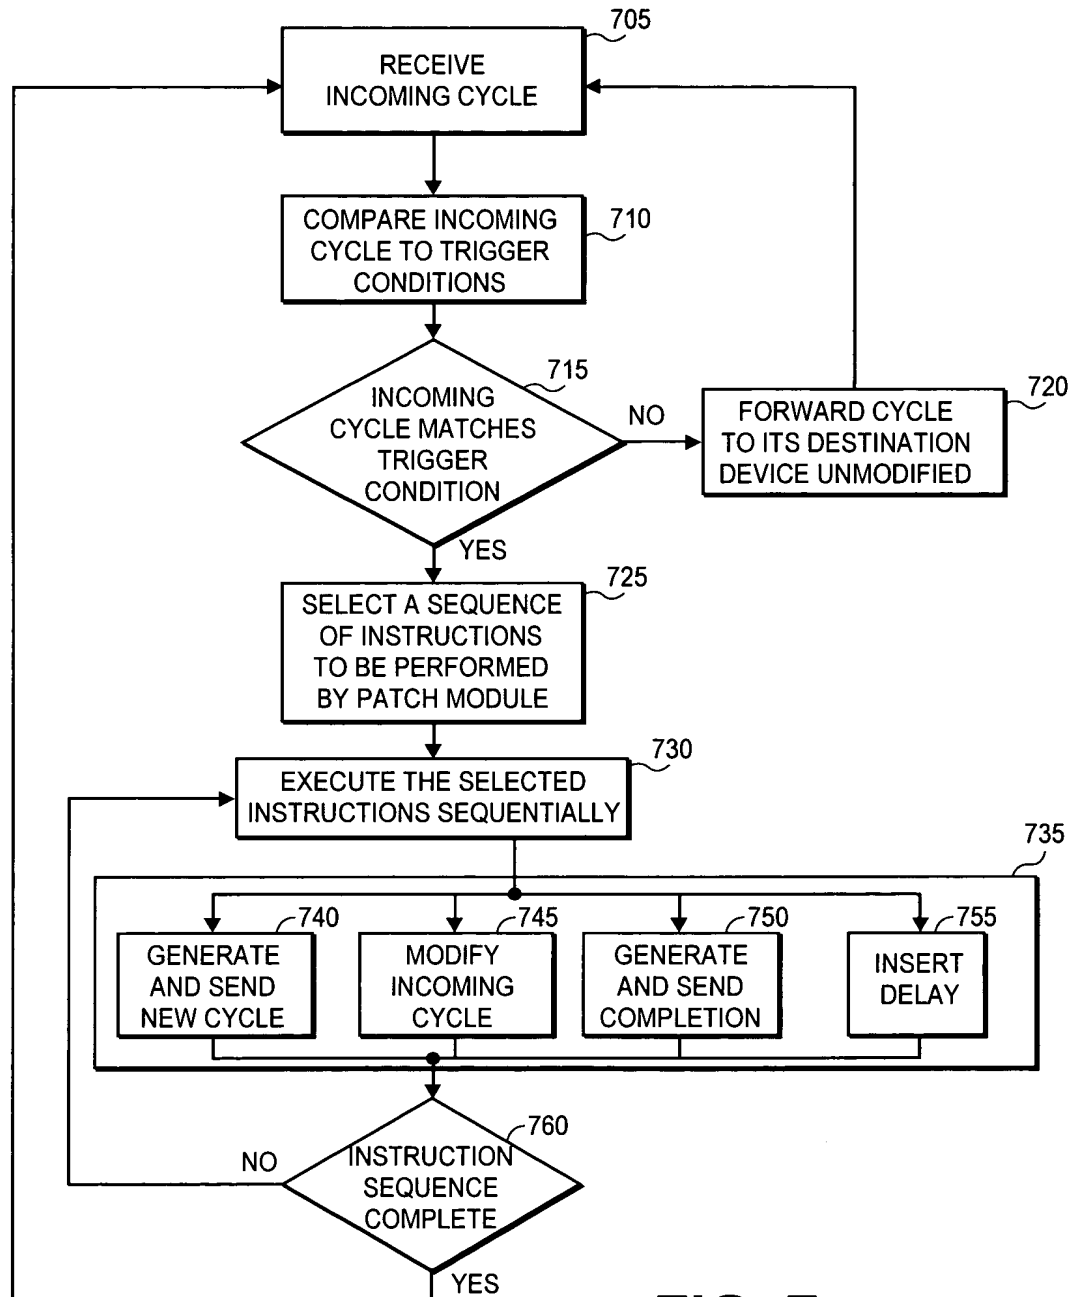 705
RECEIVE
INCOMING CYCLE
710
COMPARE INCOMING
CYCLE TO TRIGGER
CONDITIONS
715
INCOMING
CYCLE MATCHES
TRIGGER
CONDITION
NO
720
FORWARD CYCLE
TO ITS DESTINATION
DEVICE UNMODIFIED
YES
725
SELECT A SEQUENCE
OF INSTRUCTIONS
TO BE PERFORMED
BY PATCH MODULE
730
EXECUTE THE SELECTED
INSTRUCTIONS SEQUENTIALLY
735
740
GENERATE
AND SEND
NEW CYCLE
745
MODIFY
INCOMING
CYCLE
750
GENERATE
AND SEND
COMPLETION
755
INSERT
DELAY
760
INSTRUCTION
SEQUENCE
COMPLETE
NO
YES